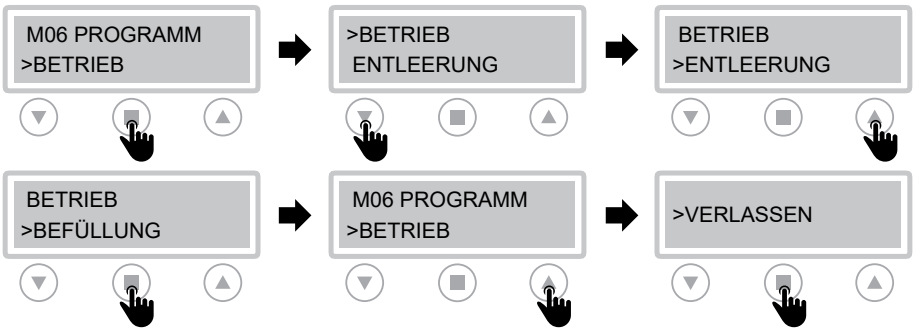 M06 PROGRAMM
>BETRIEB
>BETRIEB
ENTLEERUNG
BETRIEB
>ENTLEERUNG
BETRIEB
>BEFÜLLUNG
M06 PROGRAMM
>BETRIEB
>VERLASSEN